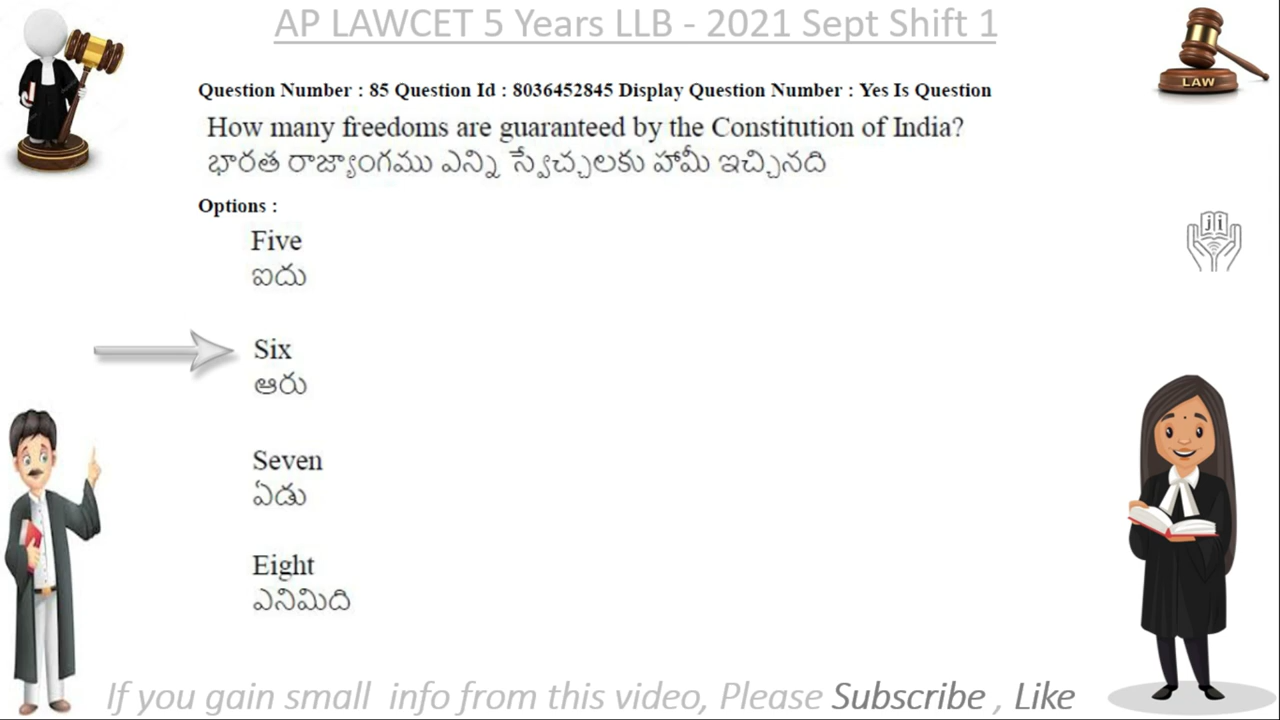 AP LAWCET 5 Years LLB - 2021 Sept Shift 1
LAW
Question Number : 85 Question Id : 8036452845 Display Question Number : Yes Is Question
How many freedoms are guaranteed by the Constitution of India?
భారత రాజ్యాంగము ఎన్ని స్వేచ్చలకు హామీ ఇచ్చినది
Options :
ji
Five
ఐదు
Six
ఆరు
Seven
ఏడు
Eight
ఎనిమిది
If you gain small info from this video, Please Subscribe , Like